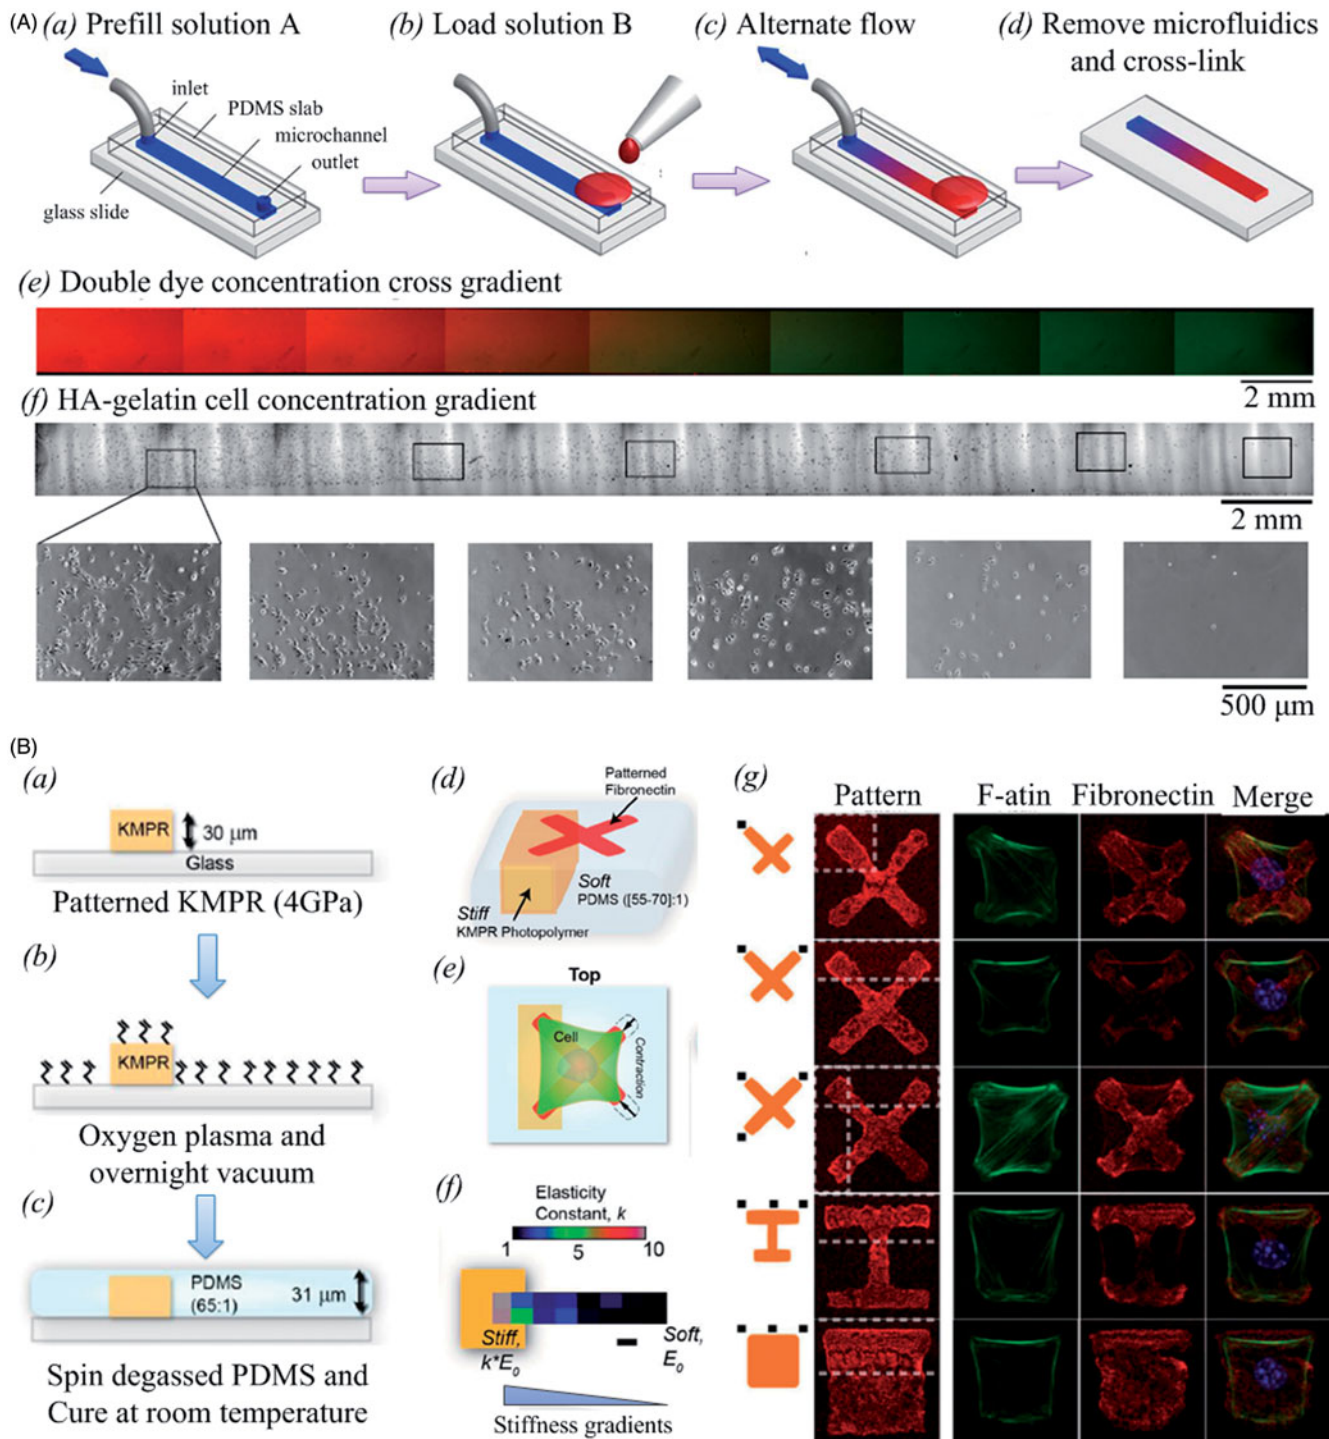 (A) (a) Prefill solution A
(b) Load solution B
(c) Alternate flow
(d) Remove microfluidics
and cross-link
inlet
PDMS slab
microchannel
outlet
glass slide
(e) Double dye concentration cross gradient
2 mm
(f) HA-gelatin cell concentration gradient
2 mm
500 μm
(B)
(a)
KMPR
30 μm
Glass
Patterned KMPR (4GPa)
(b)
KMPR
Oxygen plasma and
overnight vacuum
(c)
PDMS
(65:1)
31 μm
Spin degassed PDMS and
Cure at room temperature
(d)
Patterned
Fibronectin
Soft
PDMS ([55-70]:1)
Stiff
KMPR Photopolymer
(e)
Top
Cell
Contraction
(f)
Elasticity
Constant, k
1 5 10
Stiff,
k*E0
Soft,
E0
Stiffness gradients
(g)
Pattern F-atin Fibronectin Merge